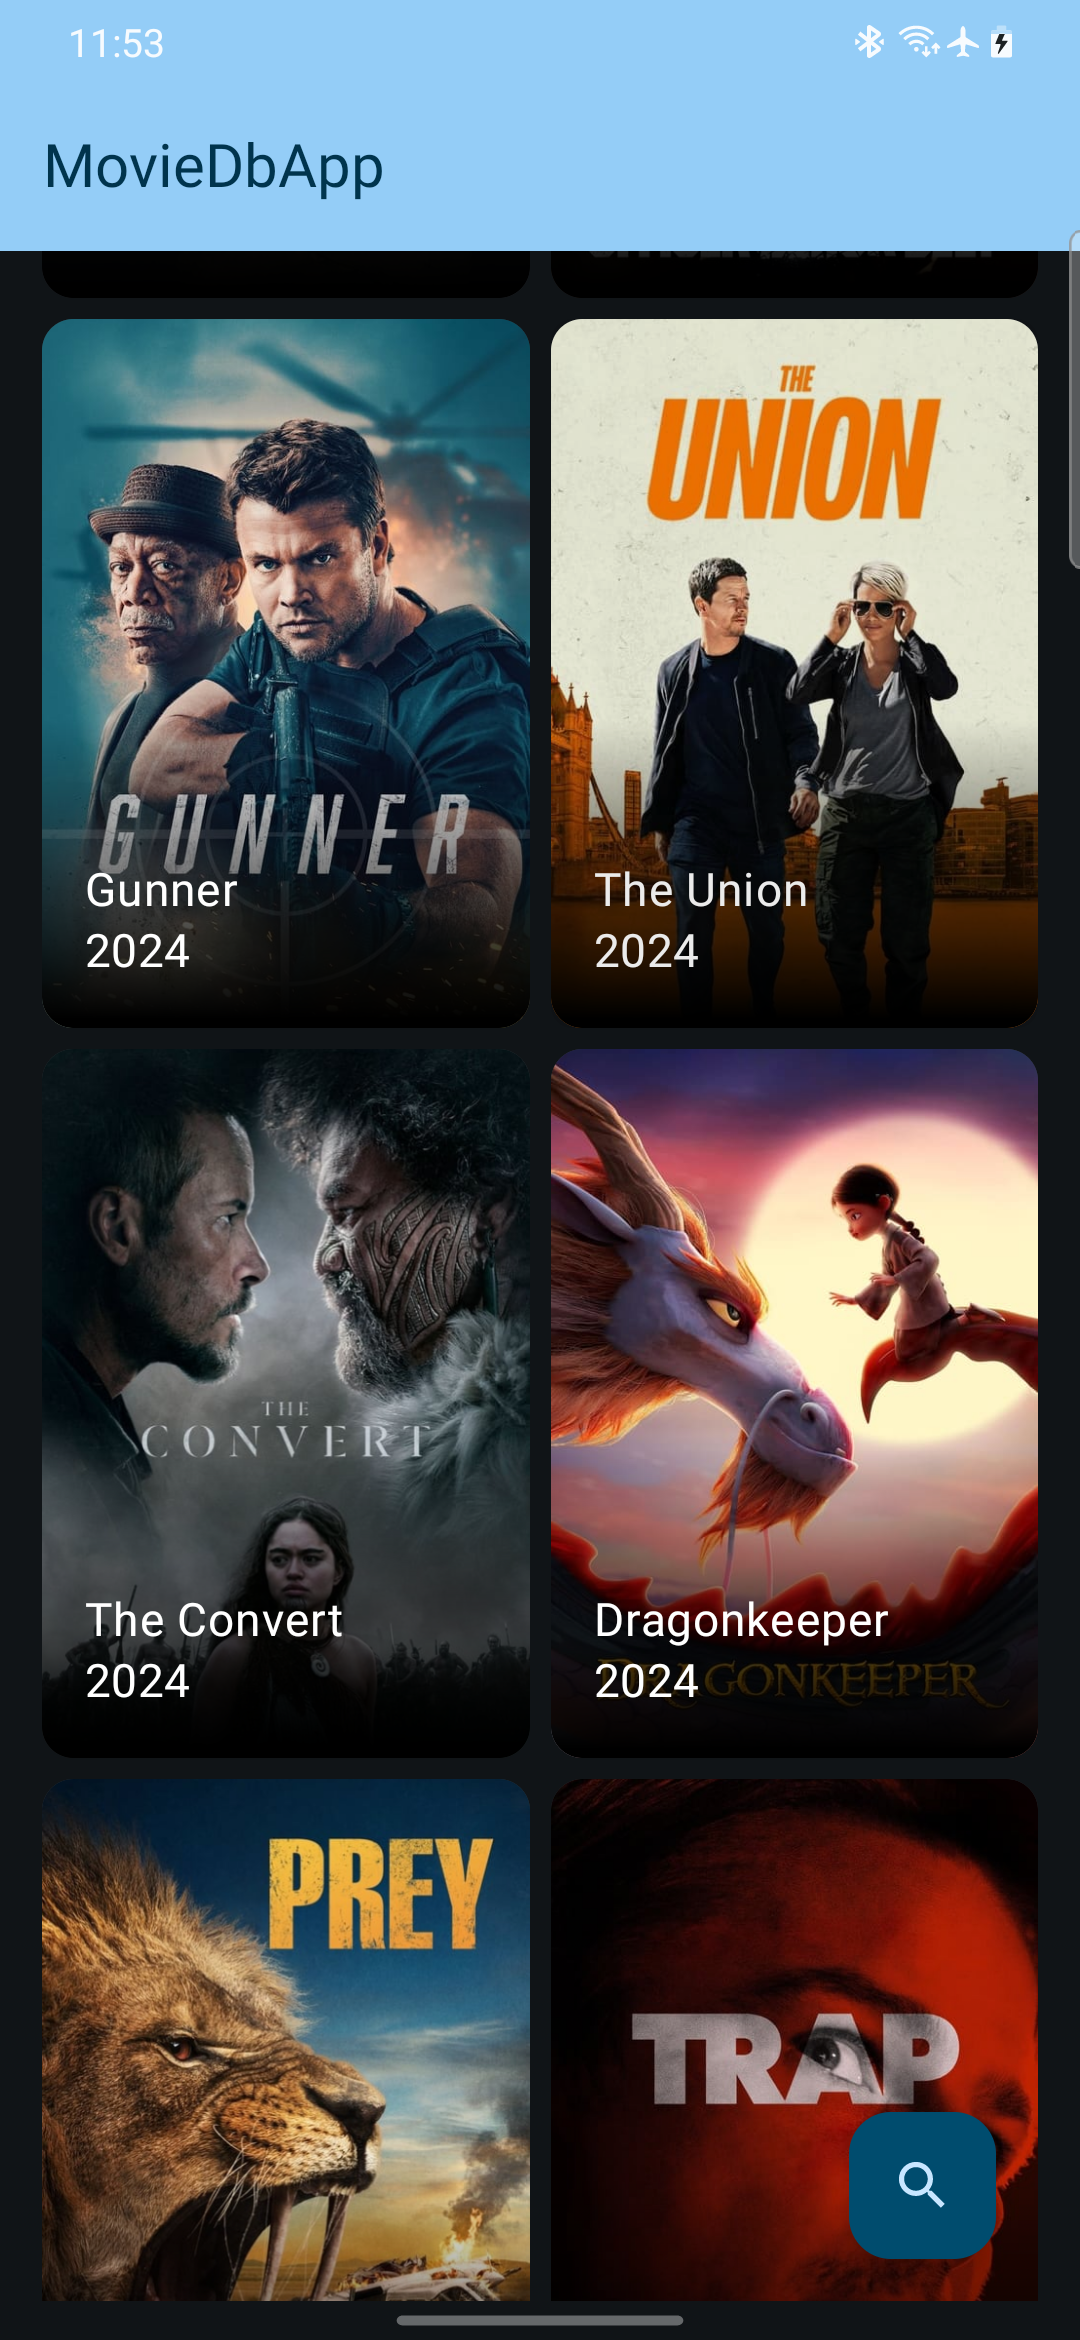 11:53
MovieDbApp
GUNNER
Gunner
2024
THE
UNION
The Union
2024
THE
CONVERT
The Convert
2024
Dragonkeeper
2024
DRAGONKEEPER
PREY
TRAP